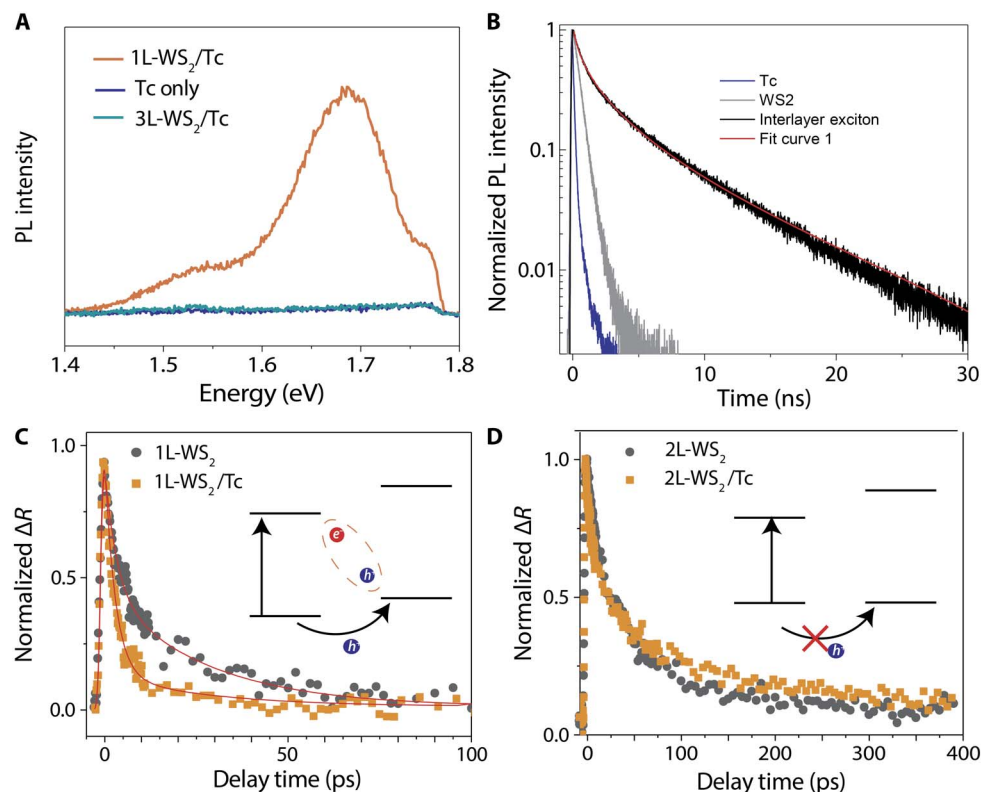 A
1L-WS₂/Tc
Tc only
3L-WS₂/Tc
PL intensity
1.4 1.5 1.6 1.7 1.8
Energy (eV)
B
Tc
WS2
Interlayer exciton
Fit curve 1
Normalized PL intensity
1
0.1
0.01
0 10 20 30
Time (ns)
C
1L-WS₂
1L-WS₂/Tc
e
h
h
Normalized ΔR
1.0
0.5
0.0
0 50 100
Delay time (ps)
D
2L-WS₂
2L-WS₂/Tc
h
Normalized ΔR
1.0
0.5
0.0
0 100 200 300 400
Delay time (ps)